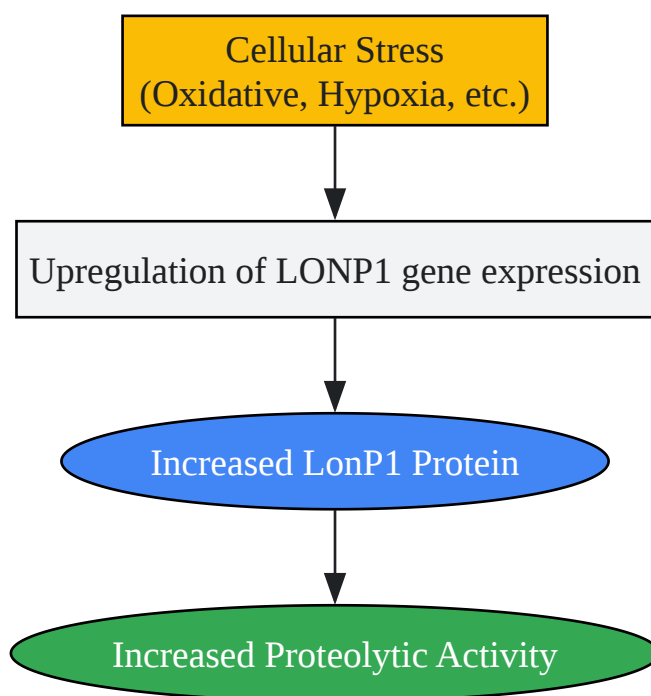 Cellular Stress
(Oxidative, Hypoxia, etc.)
Upregulation of LONP1 gene expression
Increased LonP1 Protein
Increased Proteolytic Activity